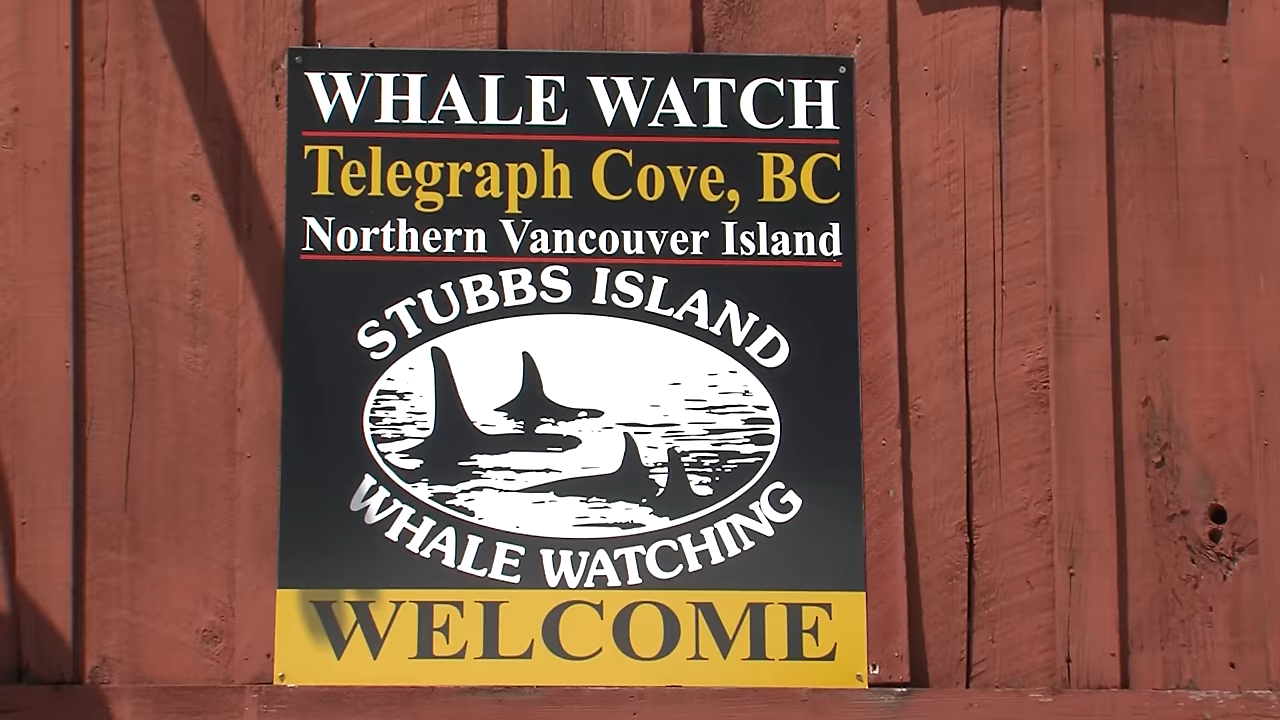 WHALE WATCH
Telegraph Cove, BC
Northern Vancouver Island
STUBBS ISLAND
WHALE WATCHING
WELCOME